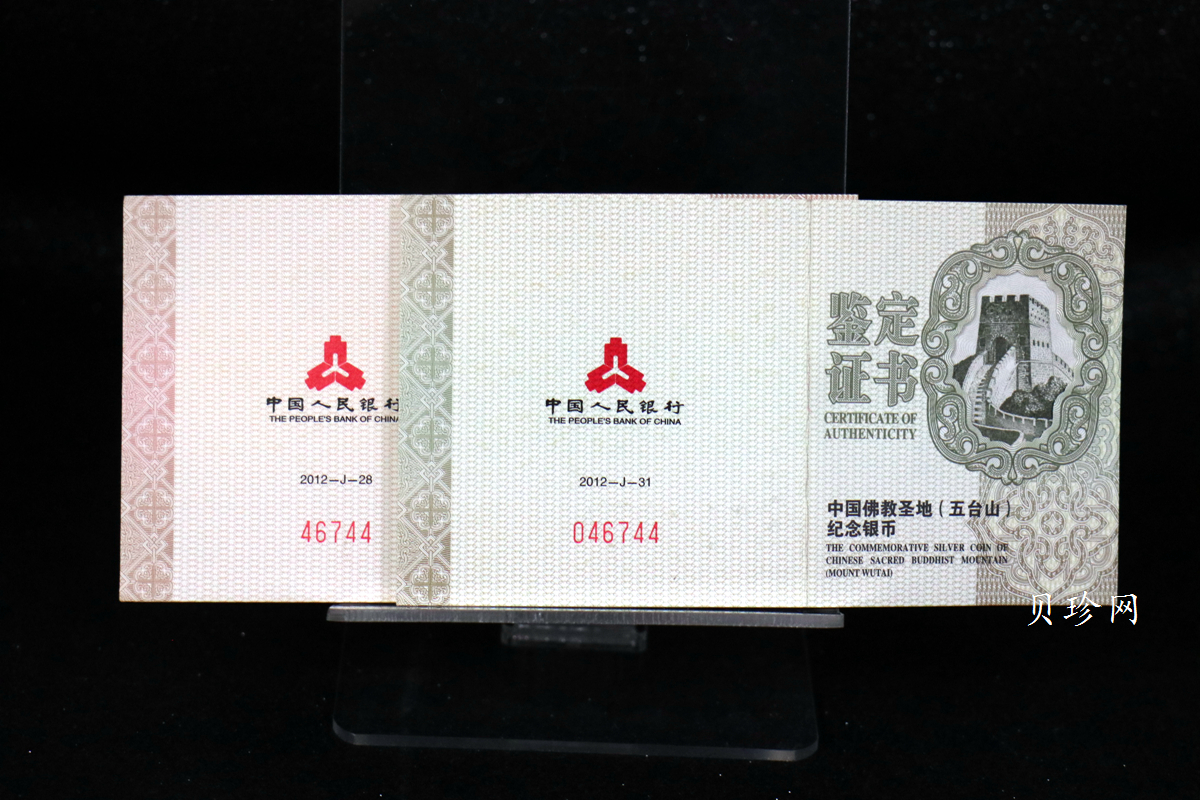 中国人民银行
THE PEOPLE'S BANK OF CHINA
2012-J-28
46744
中国人民银行
THE PEOPLE'S BANK OF CHINA
2012-J-31
046744
鉴定
证书
CERTIFICATE OF
AUTHENTICITY
中国佛教圣地(五台山)
纪念银币
THE COMMEMORATIVE SILVER COIN OF
CHINESE SACRED BUDDHIST MOUNTAIN
(MOUNT WUTAI)
贝珍网